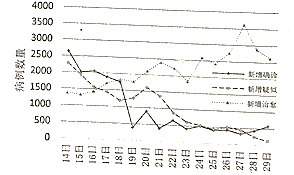 病例数量
4000
3500
3000
2500
2000
1500
1000
500
0
新增确诊
新增疑似
新增治愈
14日
15日
16日
17日
18日
19日
20日
21日
22日
23日
24日
25日
26日
27日
28日
29日